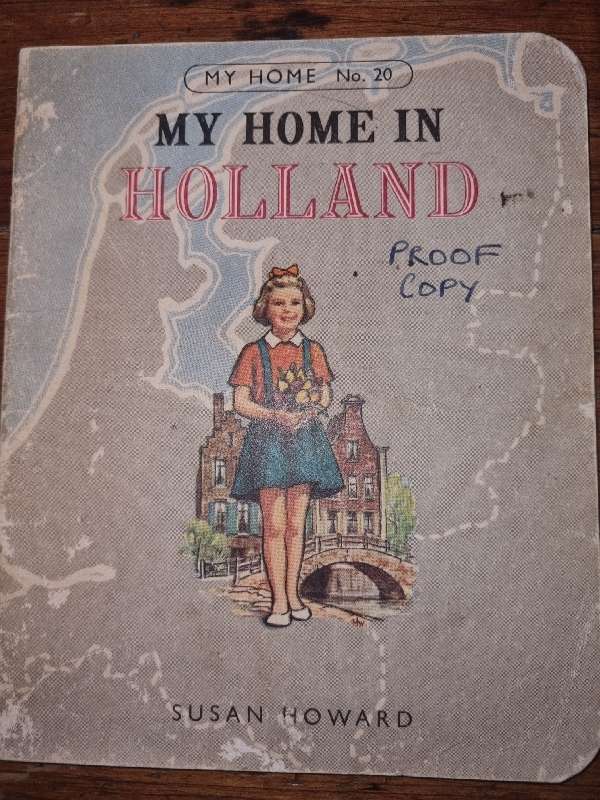 MY HOME No. 20
MY HOME IN
HOLLAND
PROOF
COPY
SUSAN HOWARD